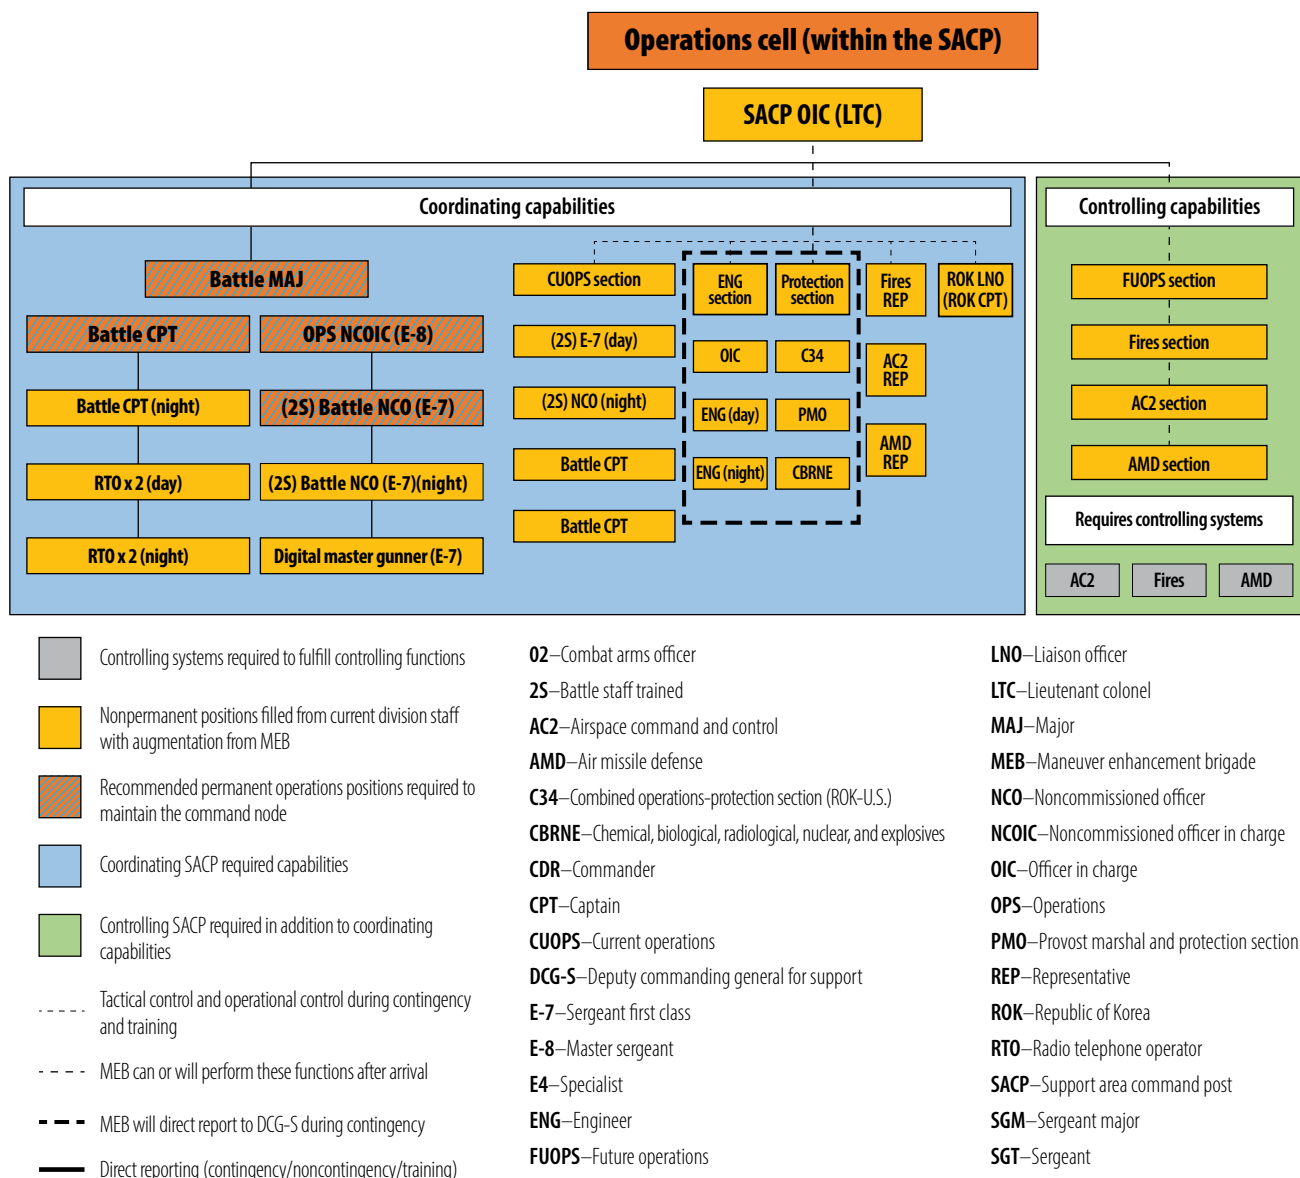 Operations cell (within the SACP)
SACP OIC (LTC)
Coordinating capabilities
Battle MAJ
Battle CPT
OPS NCOIC (E-8)
Battle CPT (night)
(2S) Battle NCO (E-7)
RTO x 2 (day)
(2S) Battle NCO (E-7)(night)
RTO x 2 (night)
Digital master gunner (E-7)
CUOPS section
(2S) E-7 (day)
(2S) NCO (night)
Battle CPT
Battle CPT
ENG
section
OIC
ENG (day)
ENG (night)
Protection
section
C34
PMO
CBRNE
Fires
REP
AC2
REP
AMD
REP
ROK LNO
(ROK CPT)
Controlling capabilities
FUOPS section
Fires section
AC2 section
AMD section
Requires controlling systems
AC2
Fires
AMD
Controlling systems required to fulfill controlling functions
Nonpermanent positions filled from current division staff
with augmentation from MEB
Recommended permanent operations positions required to
maintain the command node
Coordinating SACP required capabilities
Controlling SACP required in addition to coordinating
capabilities
Tactical control and operational control during contingency
and training
MEB can or will perform these functions after arrival
MEB will direct report to DCG-S during contingency
Direct reporting (contingency/noncontingency/training)
02–Combat arms officer
2S–Battle staff trained
AC2–Airspace command and control
AMD–Air missile defense
C34–Combined operations-protection section (ROK-U.S.)
CBRNE–Chemical, biological, radiological, nuclear, and explosives
CDR–Commander
CPT–Captain
CUOPS–Current operations
DCG-S–Deputy commanding general for support
E-7–Sergeant first class
E-8–Master sergeant
E4–Specialist
ENG–Engineer
FUOPS–Future operations
LNO–Liaison officer
LTC–Lieutenant colonel
MAJ–Major
MEB–Maneuver enhancement brigade
NCO–Noncommissioned officer
NCOIC–Noncommissioned officer in charge
OIC–Officer in charge
OPS–Operations
PMO–Provost marshal and protection section
REP–Representative
ROK–Republic of Korea
RTO–Radio telephone operator
SACP–Support area command post
SGM–Sergeant major
SGT–Sergeant